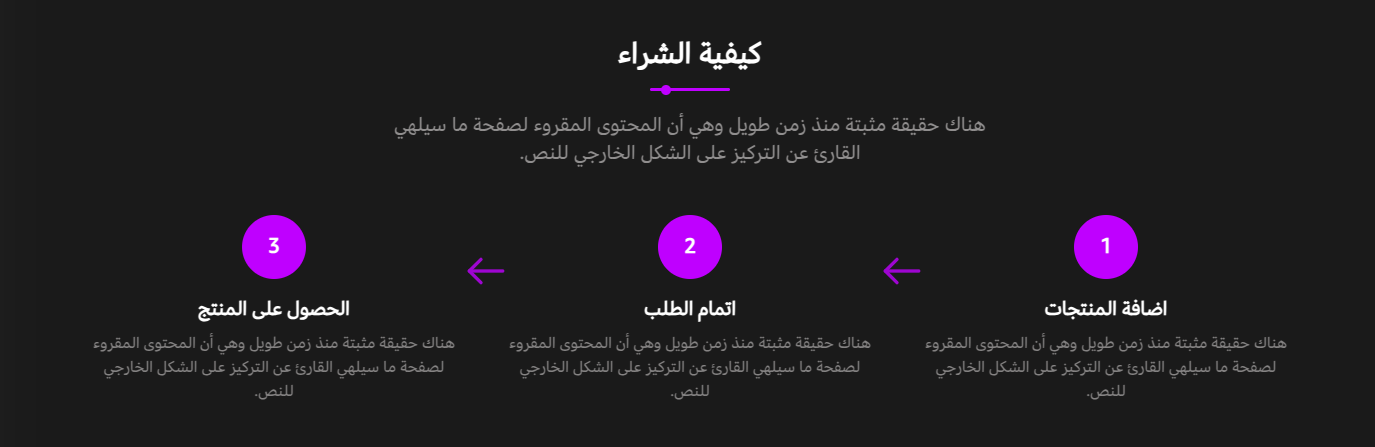 كيفية الشراء
هناك حقيقة مثبتة منذ زمن طويل وهي أن المحتوى المقروء لصفحة ما سيلهي
القارئ عن التركيز على الشكل الخارجي للنص.
1
اضافة المنتجات
هناك حقيقة مثبتة منذ زمن طويل وهي أن المحتوى المقروء
لصفحة ما سيلهي القارئ عن التركيز على الشكل الخارجي
للنص.
2
اتمام الطلب
هناك حقيقة مثبتة منذ زمن طويل وهي أن المحتوى المقروء
لصفحة ما سيلهي القارئ عن التركيز على الشكل الخارجي
للنص.
3
الحصول على المنتج
هناك حقيقة مثبتة منذ زمن طويل وهي أن المحتوى المقروء
لصفحة ما سيلهي القارئ عن التركيز على الشكل الخارجي
للنص.